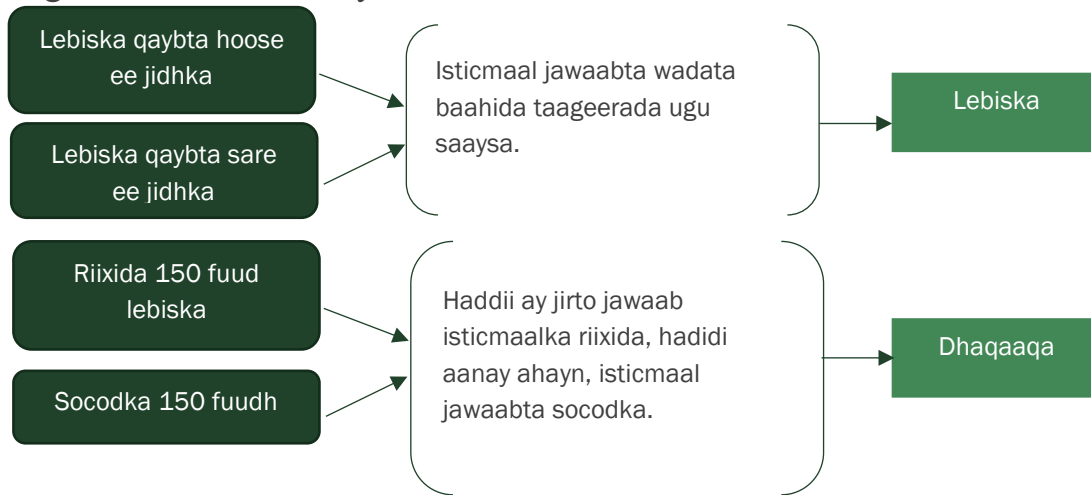 Lebiska qaybta hoose
ee jidhka
Lebiska qaybta sare
ee jidhka
Isticmaal jawaabta wadata
baahida taageerada ugu
saaysa.
Lebiska
Riixida 150 fuud
lebiska
Socodka 150 fuudh
Haddii ay jirto jawaab
isticmaalka riixida, hadidi
aanay ahayn, isticmaal
jawaabta socodka.
Dhaqaaqa